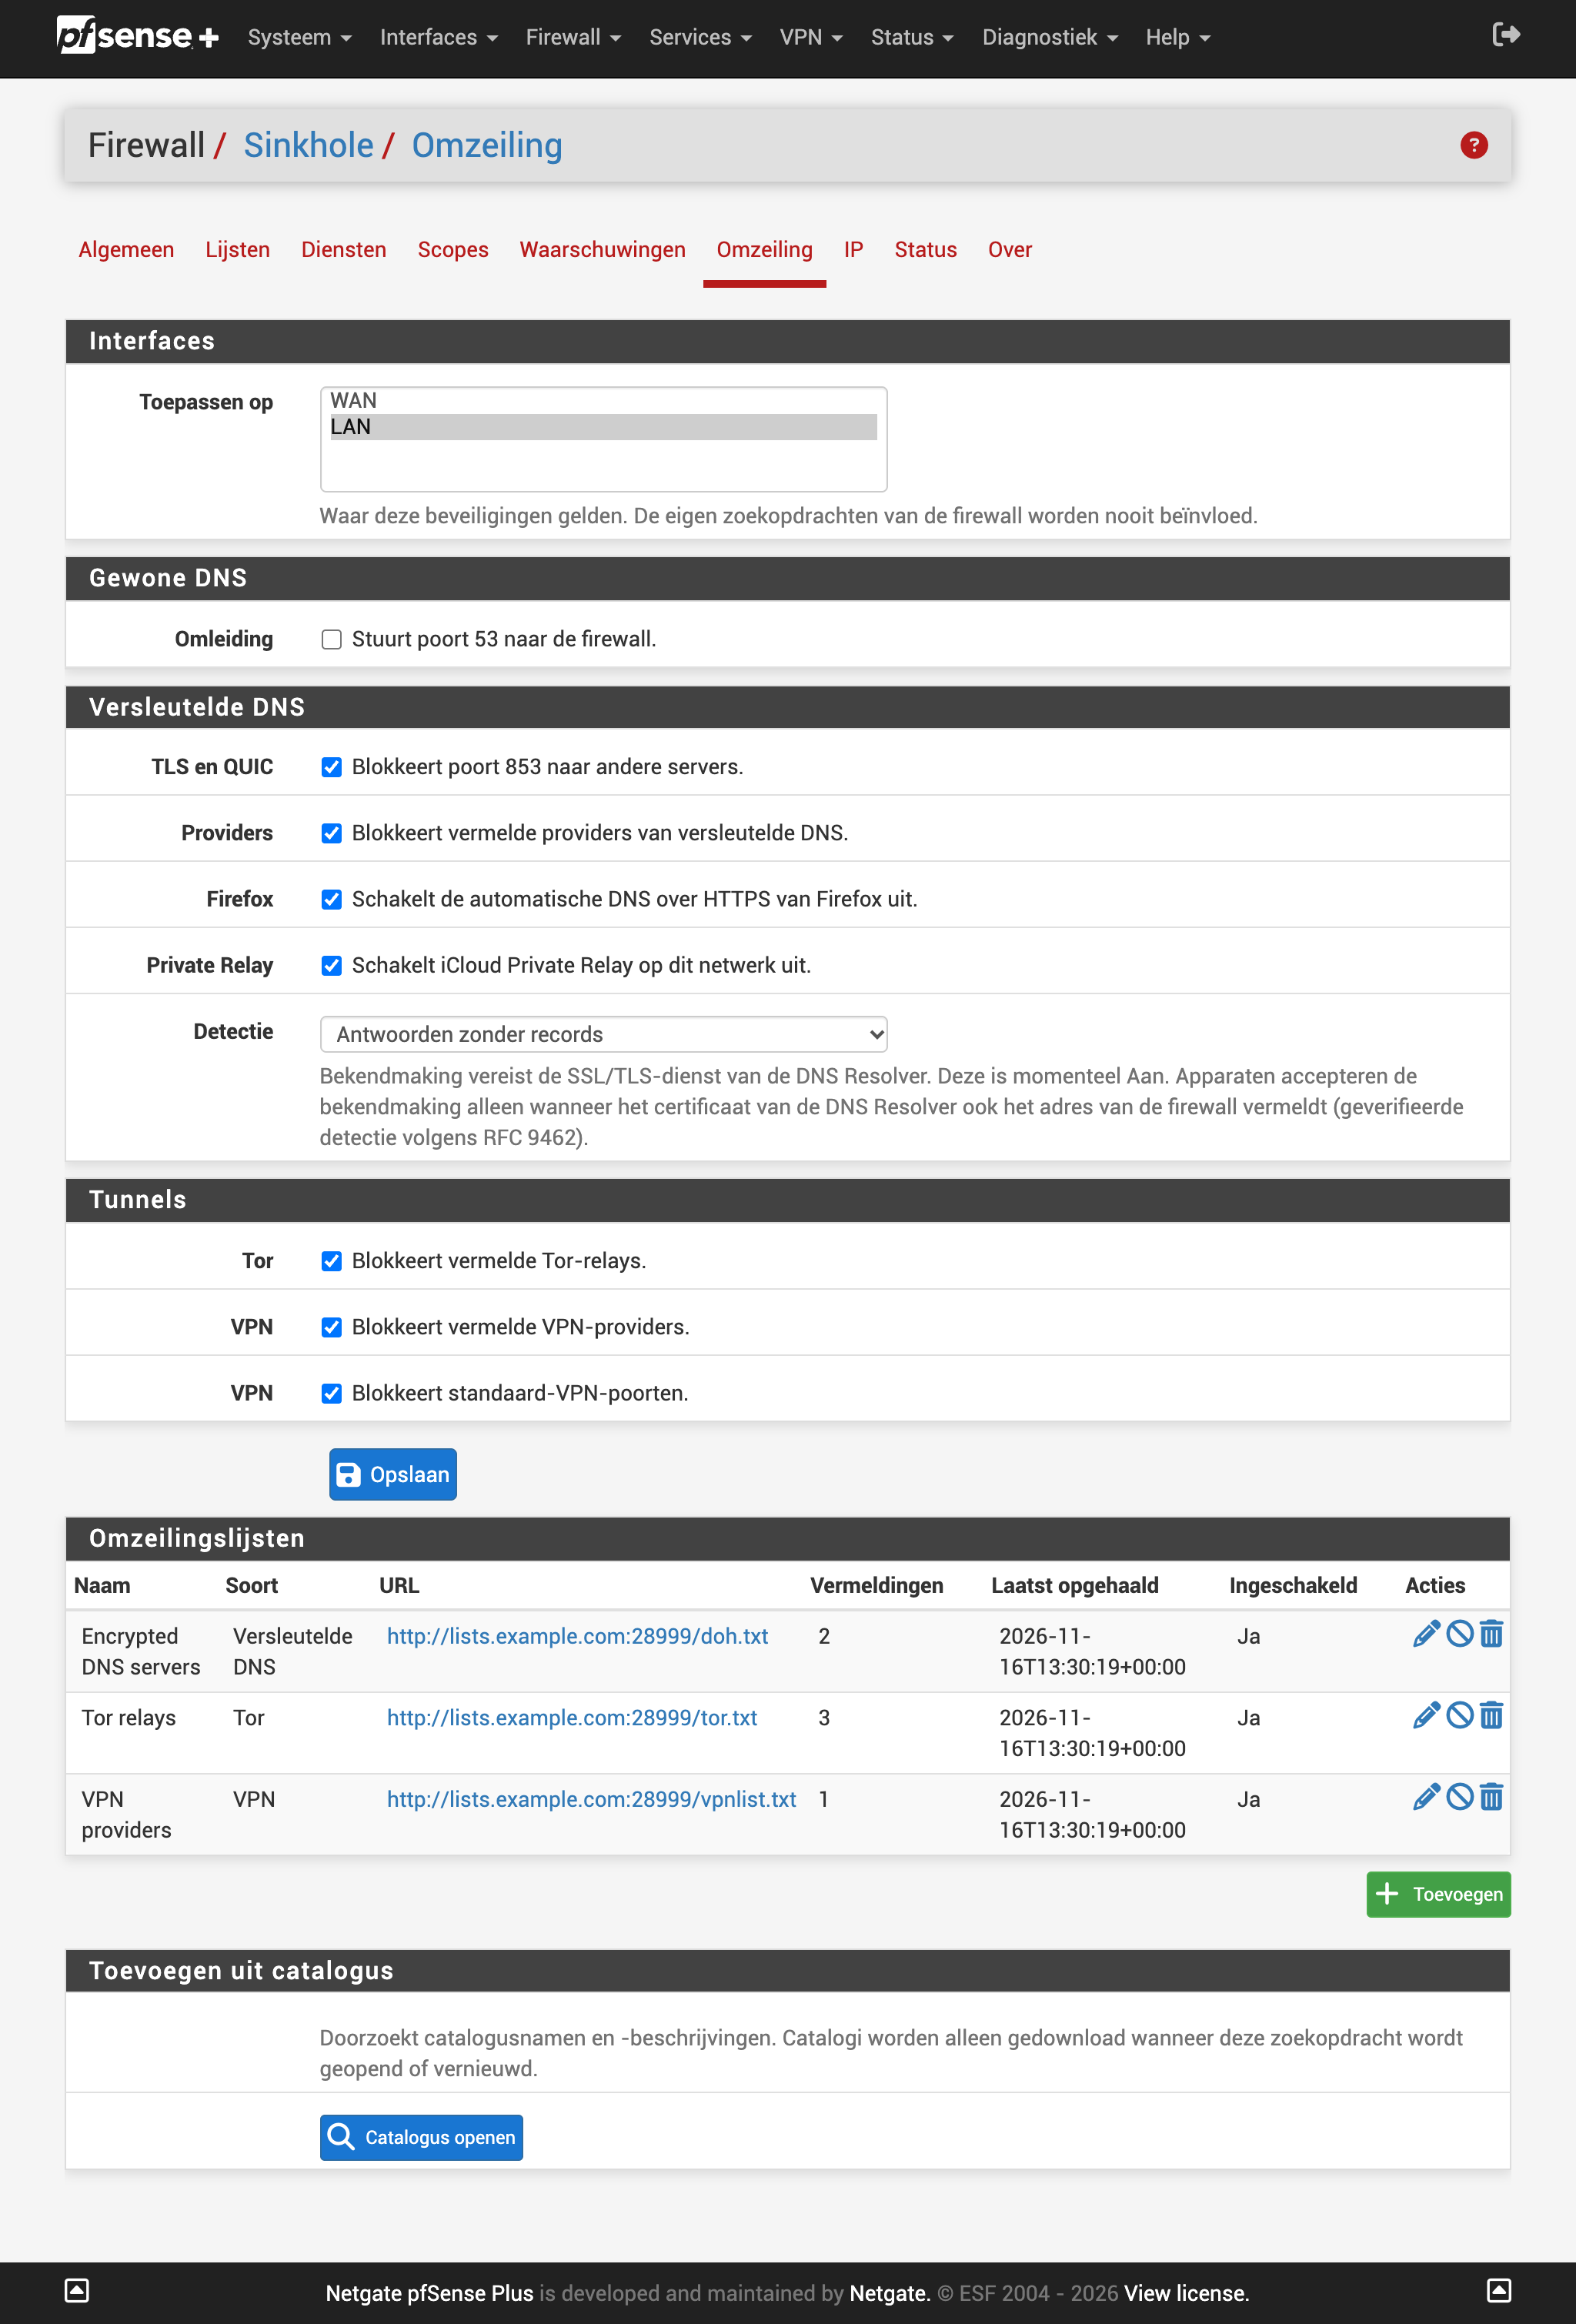 pfsense +
Systeem Interfaces Firewall Services VPN Status Diagnostiek Help
Firewall / Sinkhole / Omzeiling
?
Algemeen Lijsten Diensten Scopes Waarschuwingen Omzeiling IP Status Over
Interfaces
Toepassen op
WAN
LAN
Waar deze beveiligingen gelden. De eigen zoekopdrachten van de firewall worden nooit beïnvloed.
Gewone DNS
Omleiding Stuurt poort 53 naar de firewall.
Versleutelde DNS
TLS en QUIC Blokkeert poort 853 naar andere servers.
Providers Blokkeert vermelde providers van versleutelde DNS.
Firefox Schakelt de automatische DNS over HTTPS van Firefox uit.
Private Relay Schakelt iCloud Private Relay op dit netwerk uit.
Detectie Antwoorden zonder records
Bekendmaking vereist de SSL/TLS-dienst van de DNS Resolver. Deze is momenteel Aan. Apparaten accepteren de
bekendmaking alleen wanneer het certificaat van de DNS Resolver ook het adres van de firewall vermeldt (geverifieerde
detectie volgens RFC 9462).
Tunnels
Tor Blokkeert vermelde Tor-relays.
VPN Blokkeert vermelde VPN-providers.
VPN Blokkeert standaard-VPN-poorten.
Opslaan
Omzeilingslijsten
Naam Soort URL Vermeldingen Laatst opgehaald Ingeschakeld Acties
Encrypted Versleutelde http://lists.example.com:28999/doh.txt 2 2026-11- Ja
DNS servers DNS 16T13:30:19+00:00
Tor relays Tor http://lists.example.com:28999/tor.txt 3 2026-11- Ja
16T13:30:19+00:00
VPN VPN http://lists.example.com:28999/vpnlist.txt 1 2026-11- Ja
providers 16T13:30:19+00:00
Toevoegen
Toevoegen uit catalogus
Doorzoekt catalogusnamen en -beschrijvingen. Catalogi worden alleen gedownload wanneer deze zoekopdracht wordt
geopend of vernieuwd.
Catalogus openen
Netgate pfSense Plus is developed and maintained by Netgate. © ESF 2004 - 2026 View license.